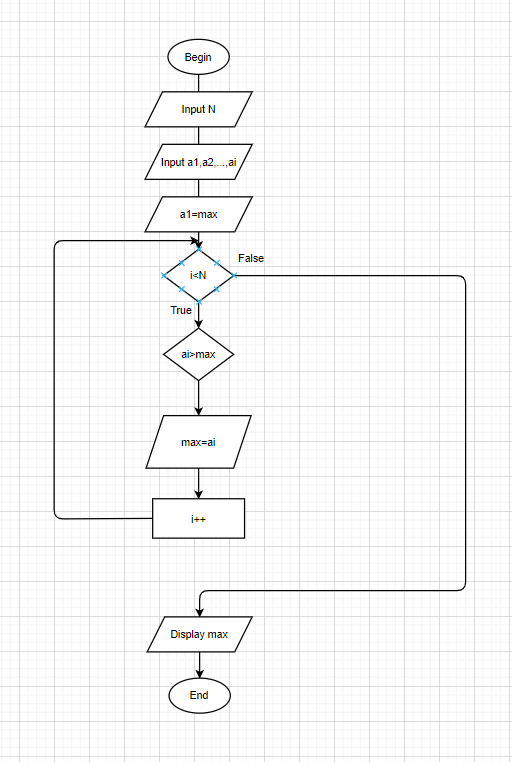 Begin
Input N
Input a1,a2,...,ai
a1=max
i<N
False
True
ai>max
max=ai
i++
Display max
End